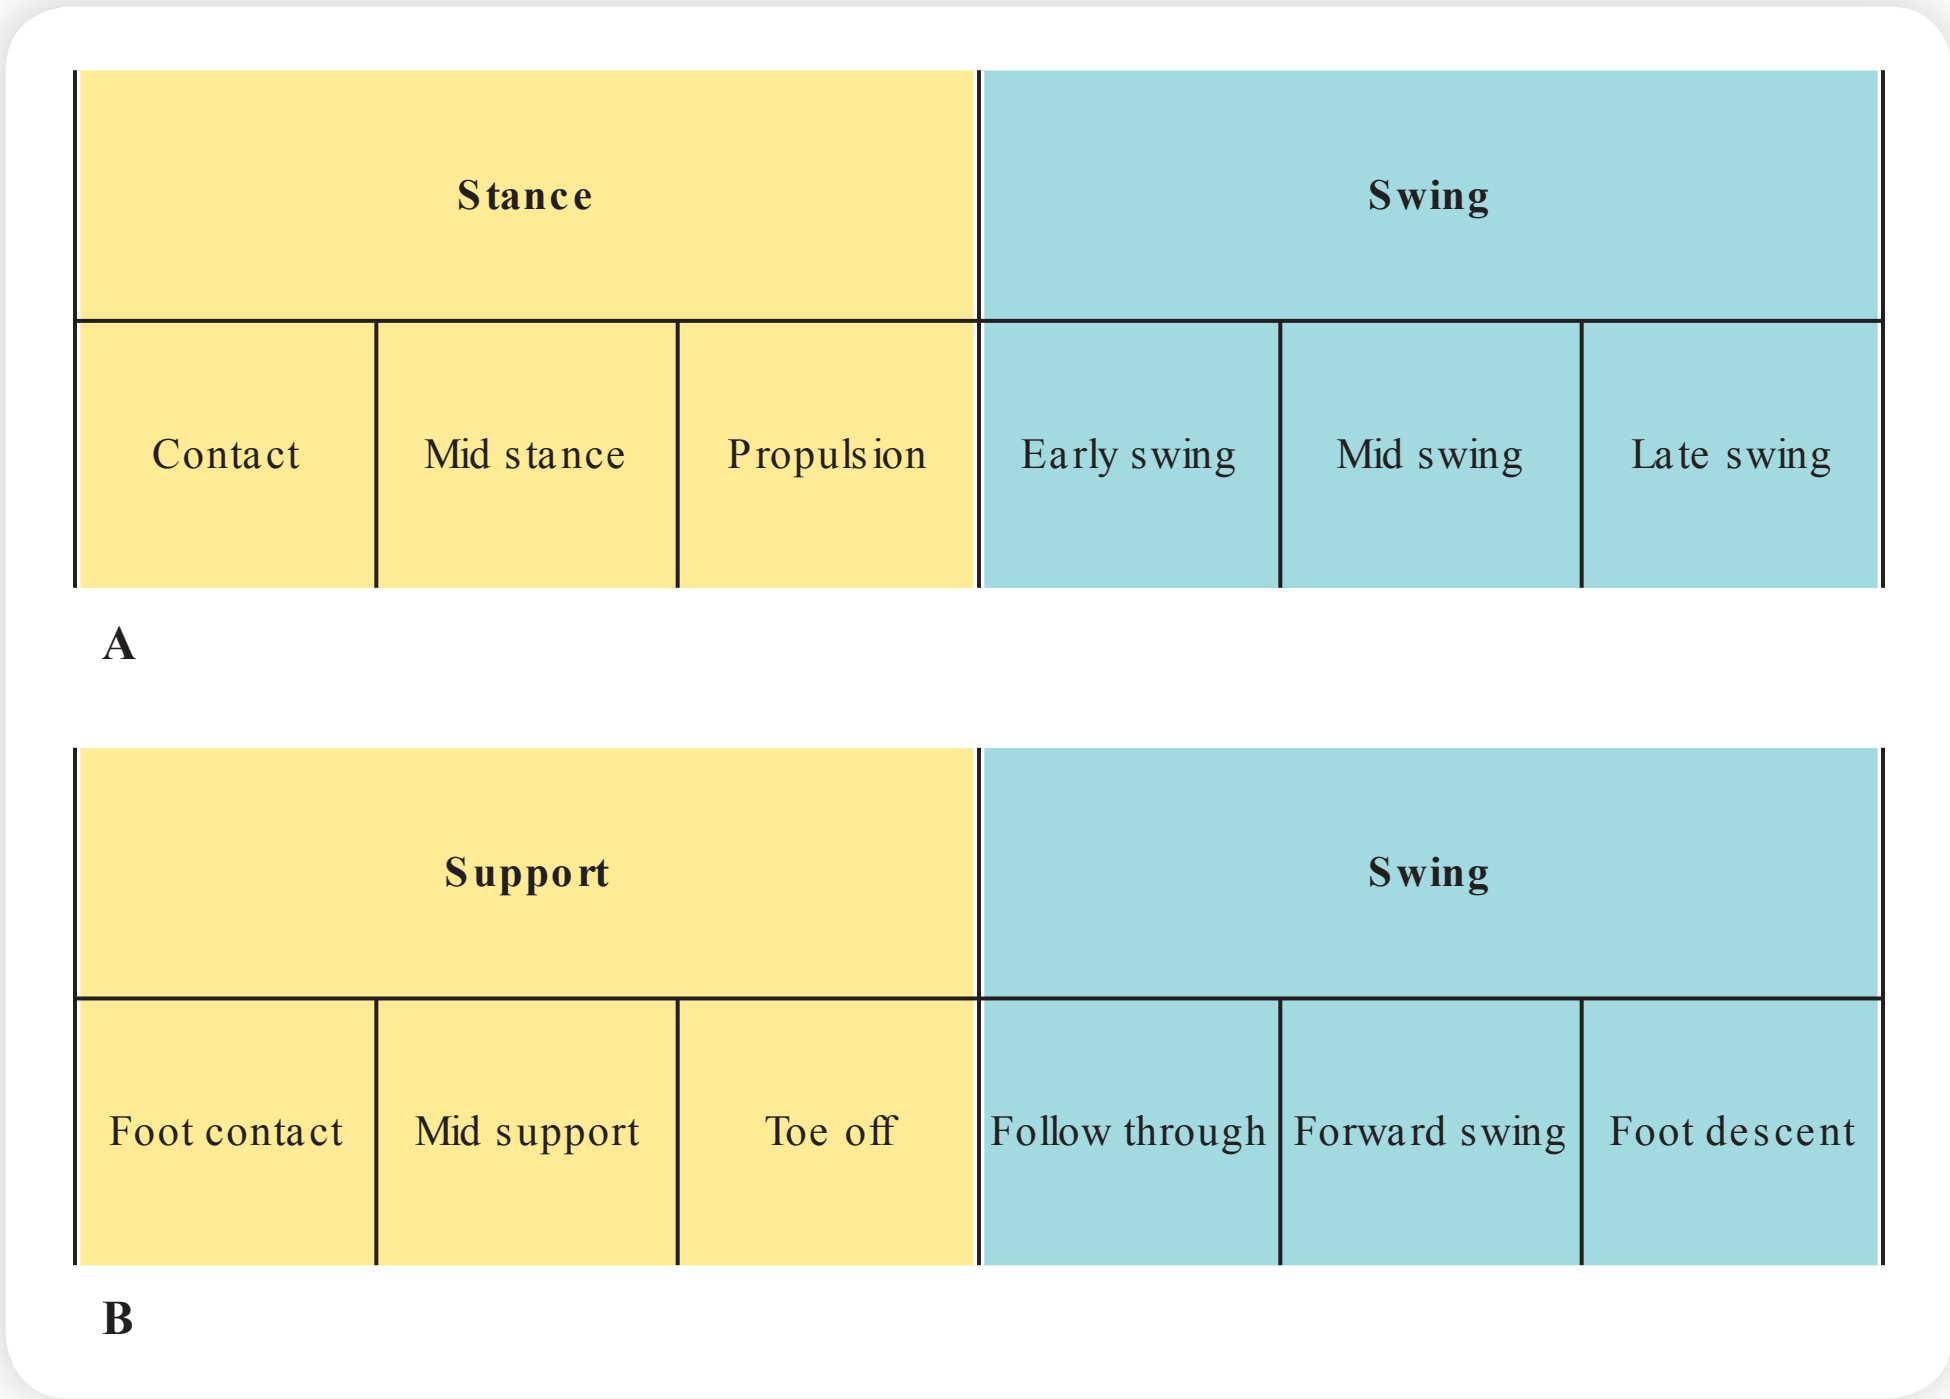 Stance
Swing
Contact
Mid stance
Propulsion
Early swing
Mid swing
Late swing
A
Support
Swing
Foot contact
Mid support
Toe off
Follow through
Forward swing
Foot descent
B